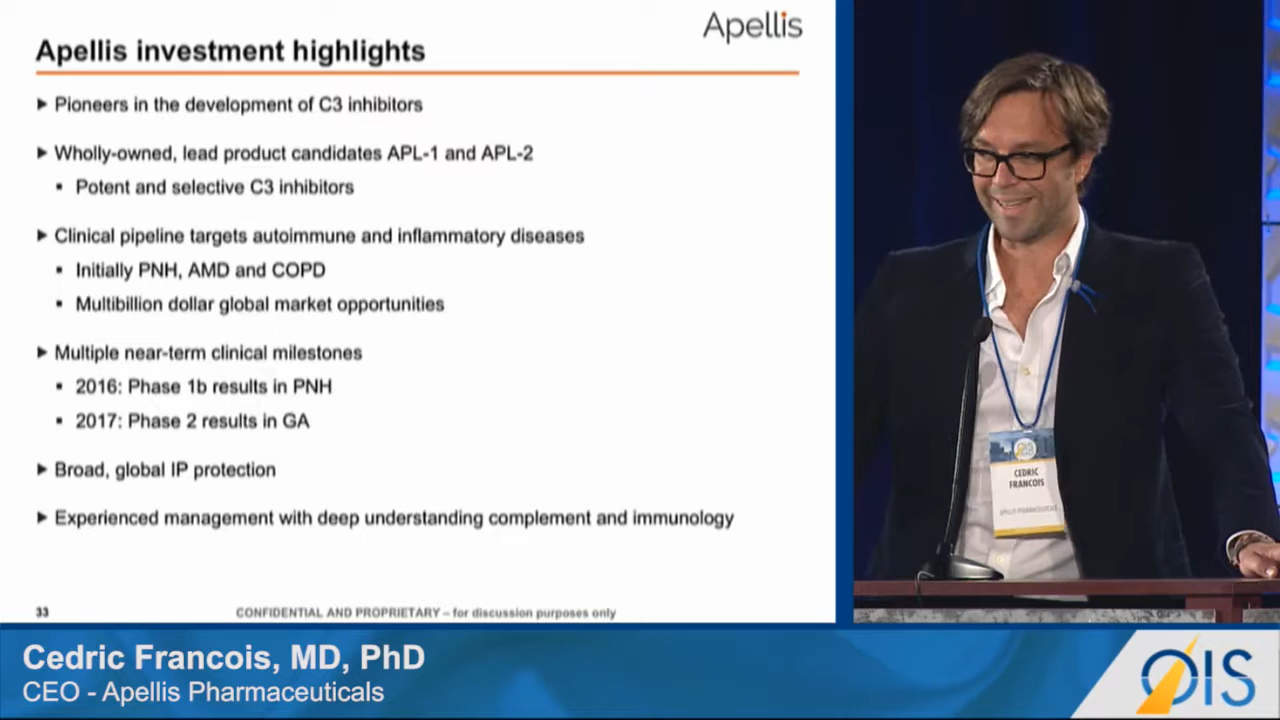 Apellis
Apellis investment highlights
Pioneers in the development of C3 inhibitors
Wholly-owned, lead product candidates APL-1 and APL-2
Potent and selective C3 inhibitors
Clinical pipeline targets autoimmune and inflammatory diseases
Initially PNH, AMD and COPD
Multibillion dollar global market opportunities
Multiple near-term clinical milestones
2016: Phase 1b results in PNH
2017: Phase 2 results in GA
Broad, global IP protection
Experienced management with deep understanding complement and immunology
33
CONFIDENTIAL AND PROPRIETARY – for discussion purposes only
OIS
CEDRIC
FRANCOIS
APELLIS PHARMACEUTICALS
Cedric Francois, MD, PhD
CEO - Apellis Pharmaceuticals
OIS